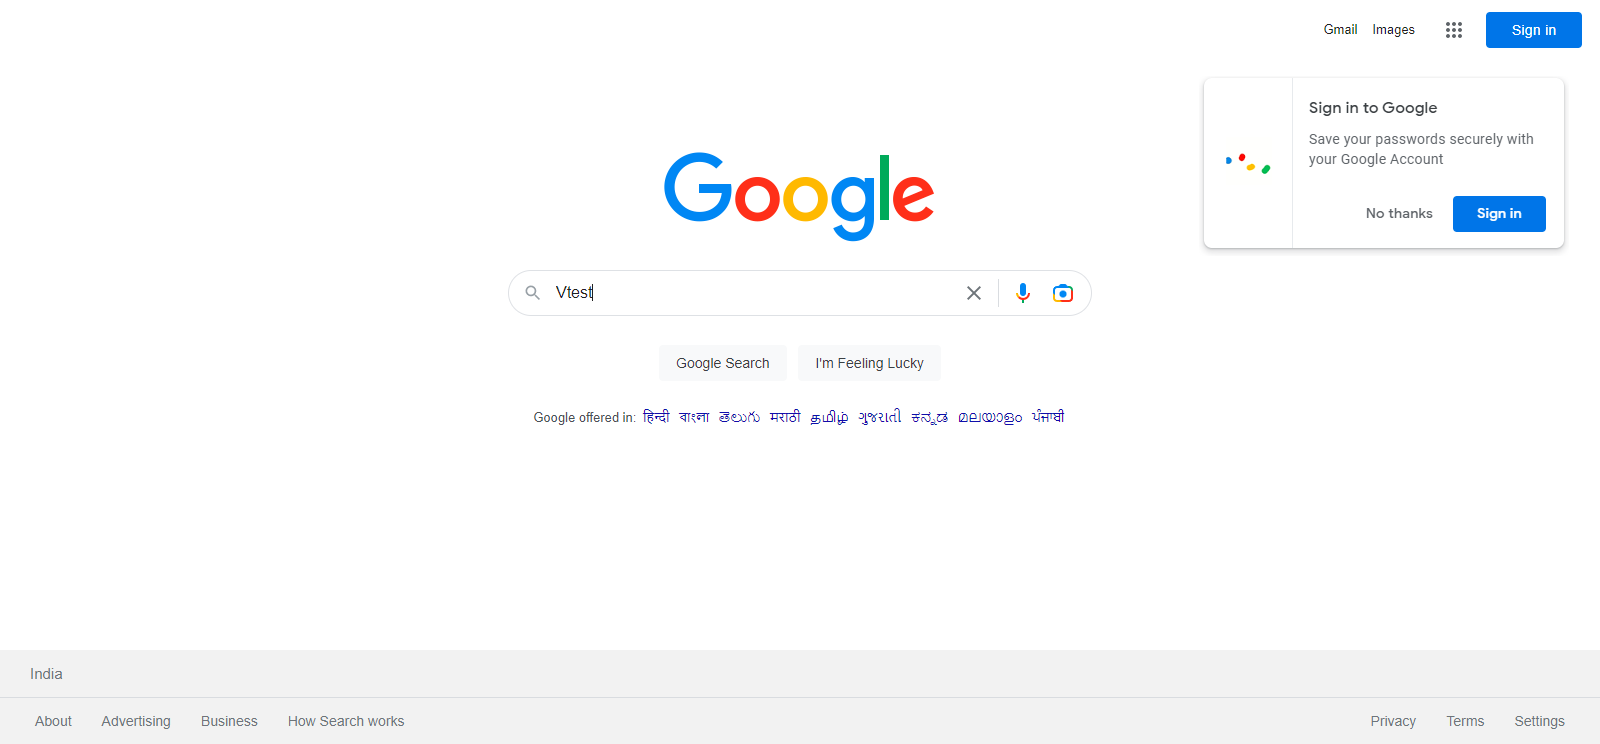 Gmail Images Sign in
Sign in to Google
Save your passwords securely with
your Google Account
No thanks Sign in
Google
Vtest
Google Search I'm Feeling Lucky
Google offered in: हिन्दी বাংলা తెలుగు मराठी தமிழ் ગુજરાતી ಕನ್ನಡ മലയാളം ਪੰਜਾਬੀ
India
About Advertising Business How Search works Privacy Terms Settings